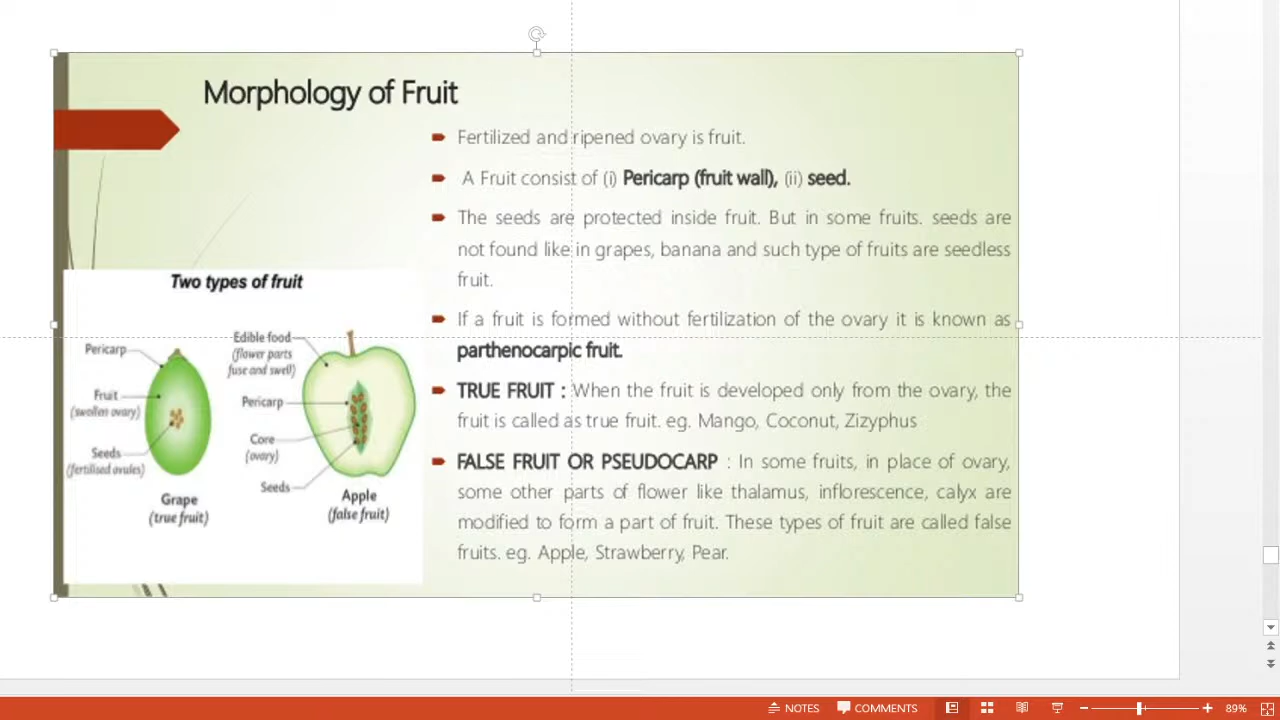 Morphology of Fruit
Fertilized and ripened ovary is fruit.
A Fruit consist of (i) Pericarp (fruit wall), (ii) seed.
The seeds are protected inside fruit. But in some fruits. seeds are
not found like in grapes, banana and such type of fruits are seedless
fruit.
If a fruit is formed without fertilization of the ovary it is known as
parthenocarpic fruit.
TRUE FRUIT : When the fruit is developed only from the ovary, the
fruit is called as true fruit. eg. Mango, Coconut, Zizyphus
FALSE FRUIT OR PSEUDOCARP : In some fruits, in place of ovary,
some other parts of flower like thalamus, inflorescence, calyx are
modified to form a part of fruit. These types of fruit are called false
fruits. eg. Apple, Strawberry, Pear.
Two types of fruit
Pericarp
Fruit
(swollen ovary)
Seeds
(fertilised ovules)
Grape
(true fruit)
Edible food
(flower parts
fuse and swell)
Pericarp
Core
(ovary)
Seeds
Apple
(false fruit)
NOTES
COMMENTS
89%